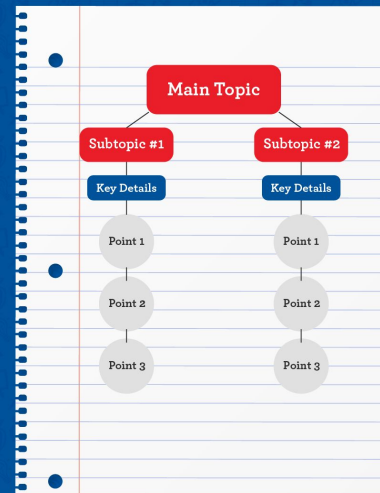 Main Topic
Subtopic #1
Subtopic #2
Key Details
Key Details
Point 1
Point 1
Point 2
Point 2
Point 3
Point 3